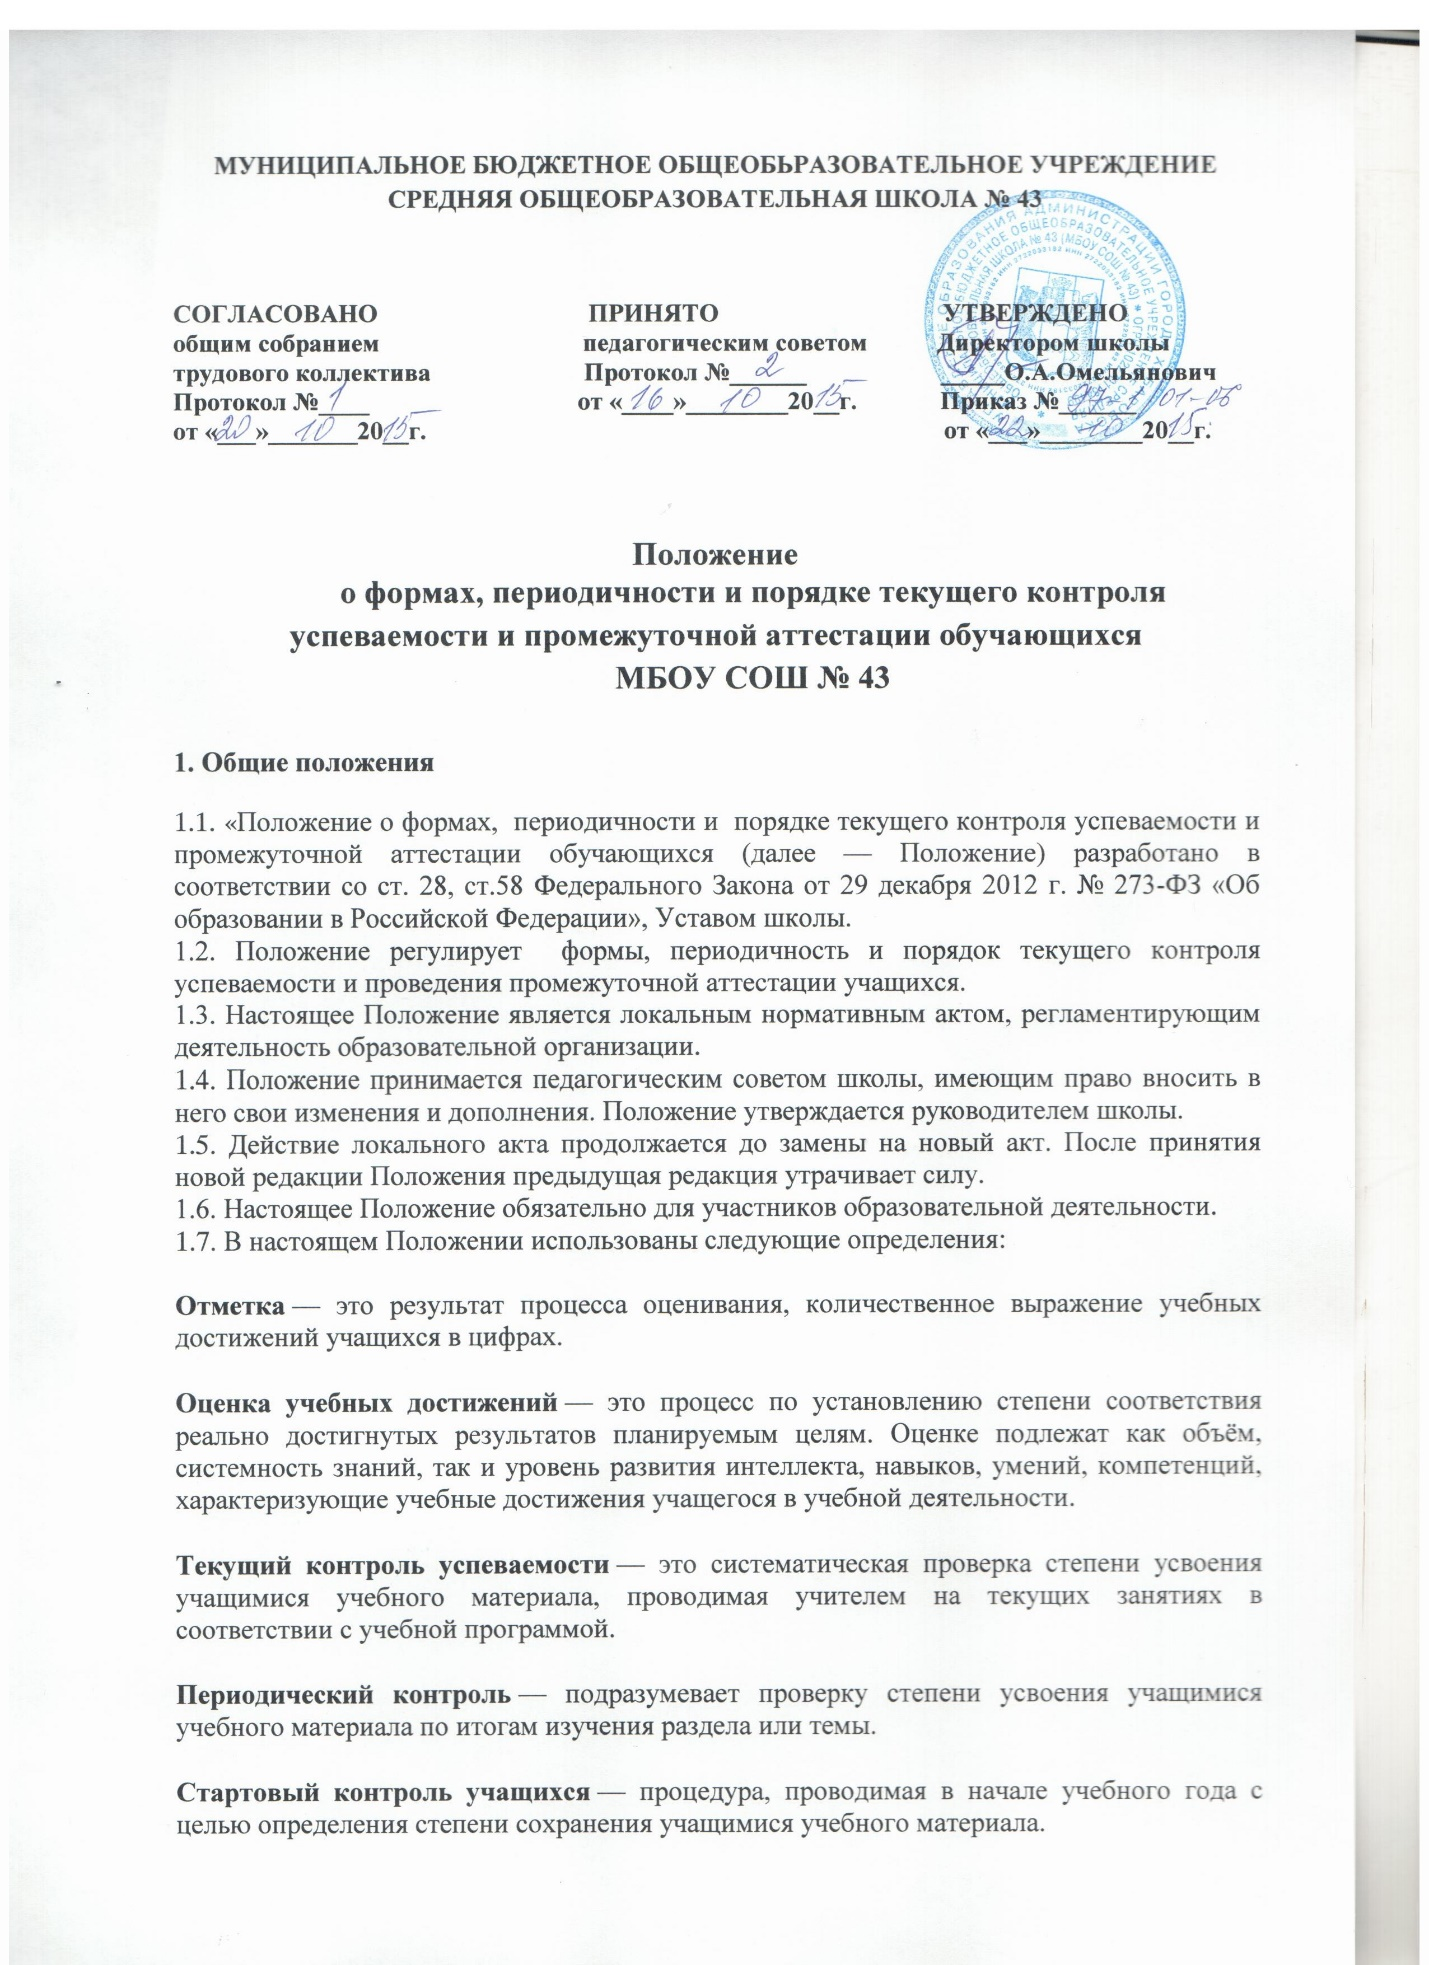 МУНИЦИПАЛЬНОЕ БЮДЖЕТНОЕ ОБЩЕОБЬРАЗОВАТЕЛЬНОЕ УЧРЕЖДЕНИЕ
СРЕДНЯЯ ОБЩЕОБРАЗОВАТЕЛЬНАЯ ШКОЛА № 43
СОГЛАСОВАНО ПРИНЯТО УТВЕРЖДЕНО
общим собранием педагогическим советом Директором школы
трудового коллектива Протокол № 2 О.А.Омельянович
Протокол № 1 от «16» 10 2015г. Приказ № /01-06
от «20» 10 2015г. от «22» 10 2015г.
Положение
о формах, периодичности и порядке текущего контроля
успеваемости и промежуточной аттестации обучающихся
МБОУ СОШ № 43
1. Общие положения
1.1. «Положение о формах, периодичности и порядке текущего контроля успеваемости и
промежуточной аттестации обучающихся (далее — Положение) разработано в
соответствии со ст. 28, ст.58 Федерального Закона от 29 декабря 2012 г. № 273-ФЗ «Об
образовании в Российской Федерации», Уставом школы.
1.2. Положение регулирует формы, периодичность и порядок текущего контроля
успеваемости и проведения промежуточной аттестации учащихся.
1.3. Настоящее Положение является локальным нормативным актом, регламентирующим
деятельность образовательной организации.
1.4. Положение принимается педагогическим советом школы, имеющим право вносить в
него свои изменения и дополнения. Положение утверждается руководителем школы.
1.5. Действие локального акта продолжается до замены на новый акт. После принятия
новой редакции Положения предыдущая редакция утрачивает силу.
1.6. Настоящее Положение обязательно для участников образовательной деятельности.
1.7. В настоящем Положении использованы следующие определения:
Отметка — это результат процесса оценивания, количественное выражение учебных
достижений учащихся в цифрах.
Оценка учебных достижений — это процесс по установлению степени соответствия
реально достигнутых результатов планируемым целям. Оценке подлежат как объём,
системность знаний, так и уровень развития интеллекта, навыков, умений, компетенций,
характеризующие учебные достижения учащегося в учебной деятельности.
Текущий контроль успеваемости — это систематическая проверка степени усвоения
учащимися учебного материала, проводимая учителем на текущих занятиях в
соответствии с учебной программой.
Периодический контроль — подразумевает проверку степени усвоения учащимися
учебного материала по итогам изучения раздела или темы.
Стартовый контроль учащихся — процедура, проводимая в начале учебного года с
целью определения степени сохранения учащимися учебного материала.